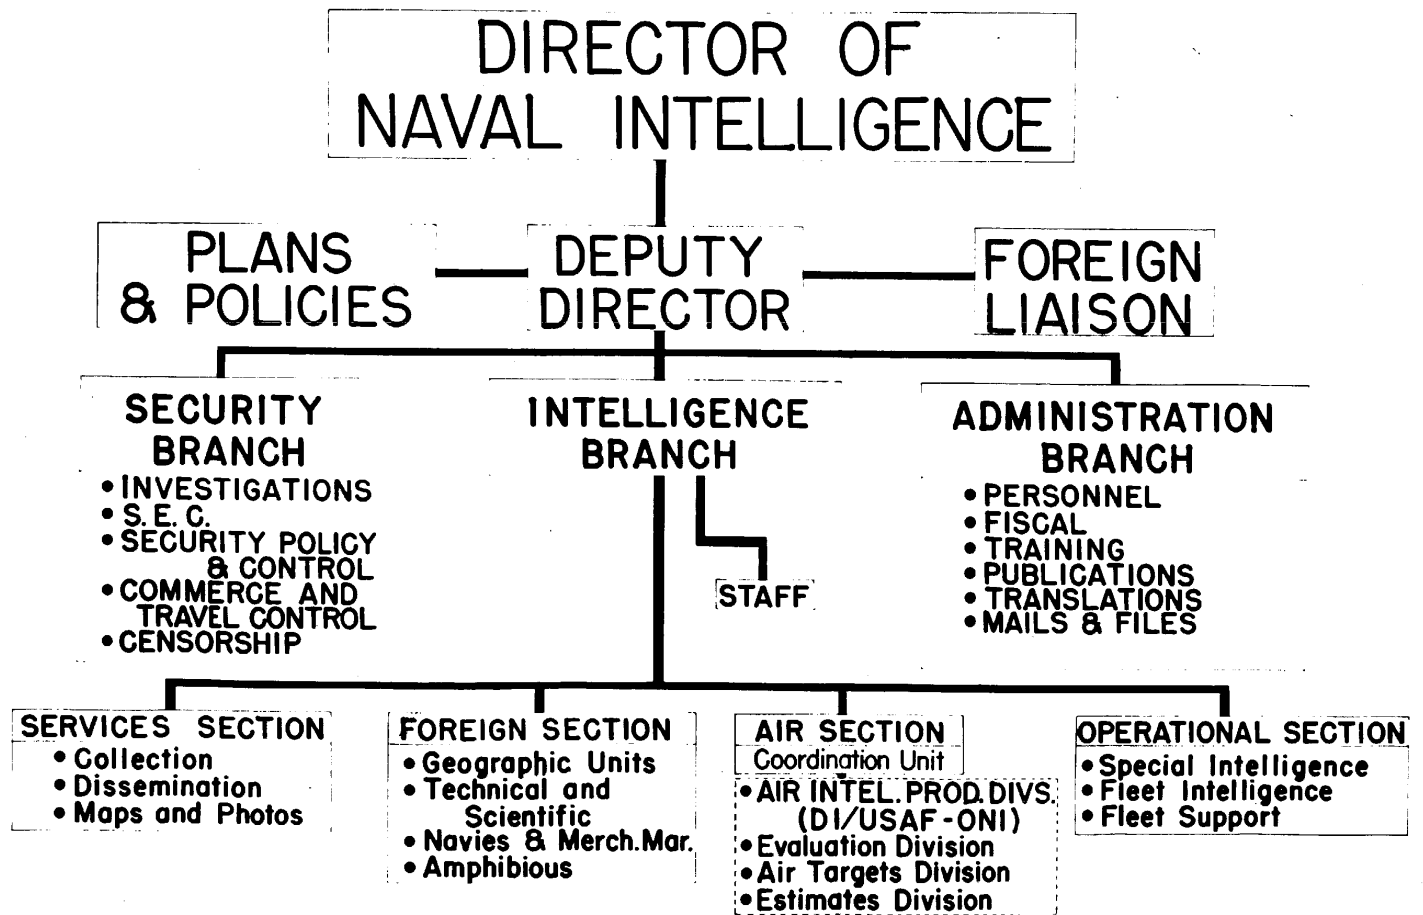 DIRECTOR OF
NAVAL INTELLIGENCE
PLANS
& POLICIES
DEPUTY
DIRECTOR
FOREIGN
LIAISON
SECURITY
BRANCH
• INVESTIGATIONS
• S. E. C.
• SECURITY POLICY
& CONTROL
• COMMERCE AND
TRAVEL CONTROL
• CENSORSHIP
INTELLIGENCE
BRANCH
STAFF
ADMINISTRATION
BRANCH
• PERSONNEL
• FISCAL
• TRAINING
• PUBLICATIONS
• TRANSLATIONS
• MAILS & FILES
SERVICES SECTION
• Collection
• Dissemination
• Maps and Photos
FOREIGN SECTION
• Geographic Units
• Technical and
Scientific
• Navies & Merch. Mar.
• Amphibious
AIR SECTION
Coordination Unit
• AIR INTEL. PROD. DIVS.
(DI/USAF-ONI)
• Evaluation Division
• Air Targets Division
• Estimates Division
OPERATIONAL SECTION
• Special Intelligence
• Fleet Intelligence
• Fleet Support